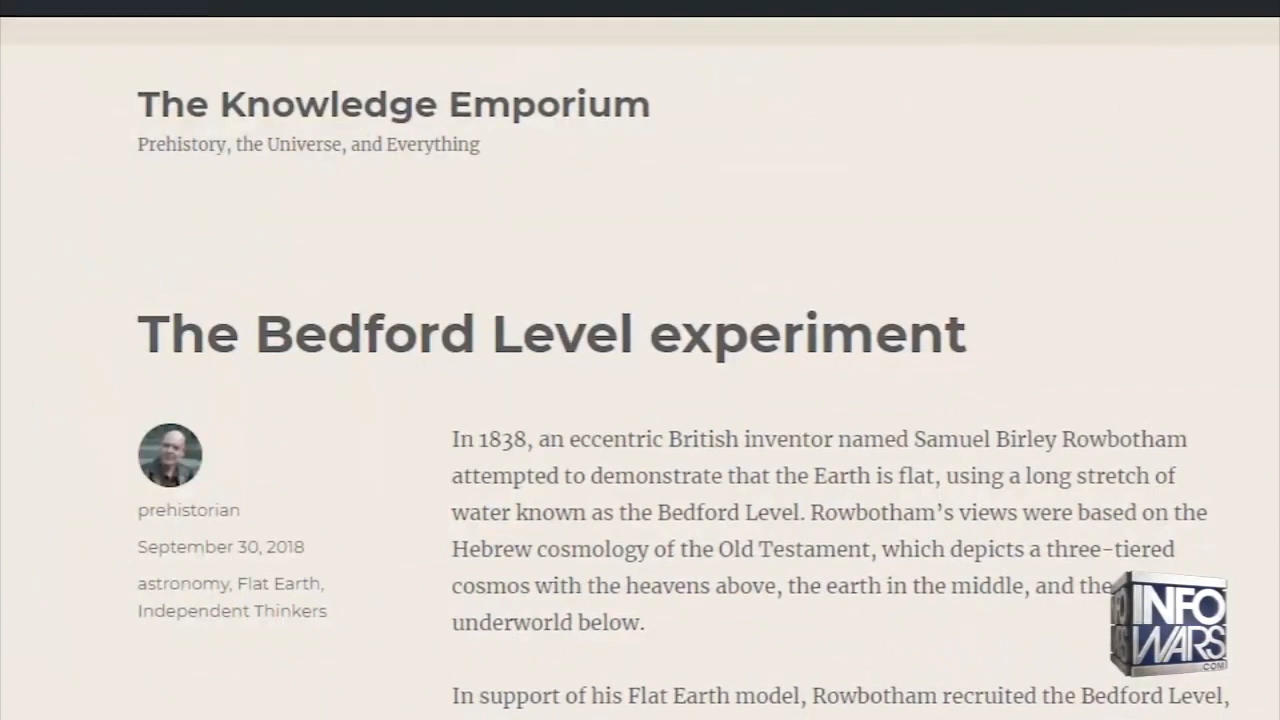 The Knowledge Emporium
Prehistory, the Universe, and Everything
The Bedford Level experiment
prehistorian
September 30, 2018
astronomy, Flat Earth,
Independent Thinkers
In 1838, an eccentric British inventor named Samuel Birley Rowbotham
attempted to demonstrate that the Earth is flat, using a long stretch of
water known as the Bedford Level. Rowbotham’s views were based on the
Hebrew cosmology of the Old Testament, which depicts a three-tiered
cosmos with the heavens above, the earth in the middle, and the
underworld below.
In support of his Flat Earth model, Rowbotham recruited the Bedford Level,
INFO
WARS
.COM